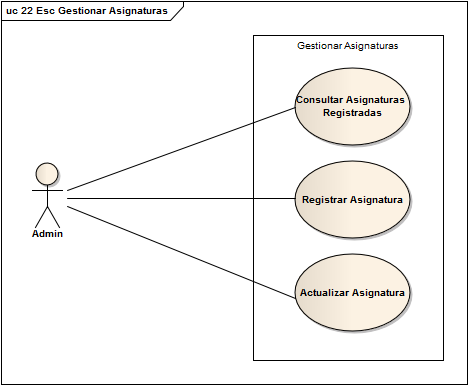 uc 22 Esc Gestionar Asignaturas
Gestionar Asignaturas
Consultar Asignaturas
Registradas
Registrar Asignatura
Admin
Actualizar Asignatura